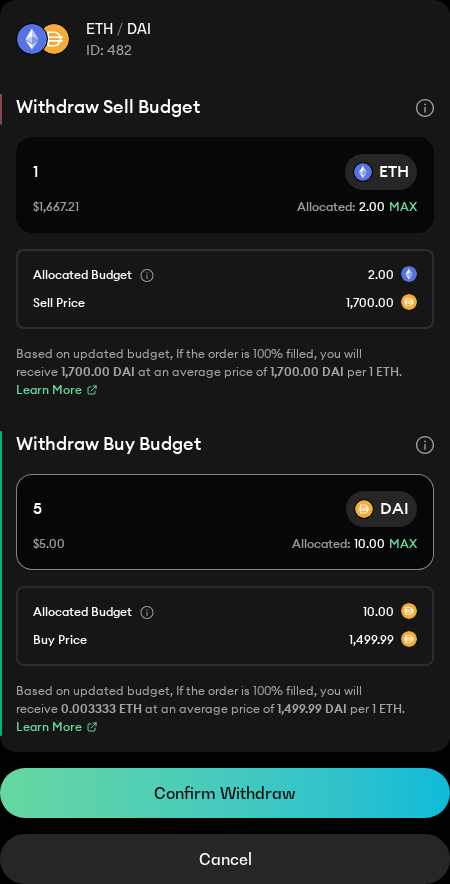 ETH / DAI
ID: 482
Withdraw Sell Budget
1 ETH
$1,667.21 Allocated: 2.00 MAX
Allocated Budget 2.00
Sell Price 1,700.00
Based on updated budget, If the order is 100% filled, you will
receive 1,700.00 DAI at an average price of 1,700.00 DAI per 1 ETH.
Learn More
Withdraw Buy Budget
5 DAI
$5.00 Allocated: 10.00 MAX
Allocated Budget 10.00
Buy Price 1,499.99
Based on updated budget, If the order is 100% filled, you will
receive 0.003333 ETH at an average price of 1,499.99 DAI per 1 ETH.
Learn More
Confirm Withdraw
Cancel